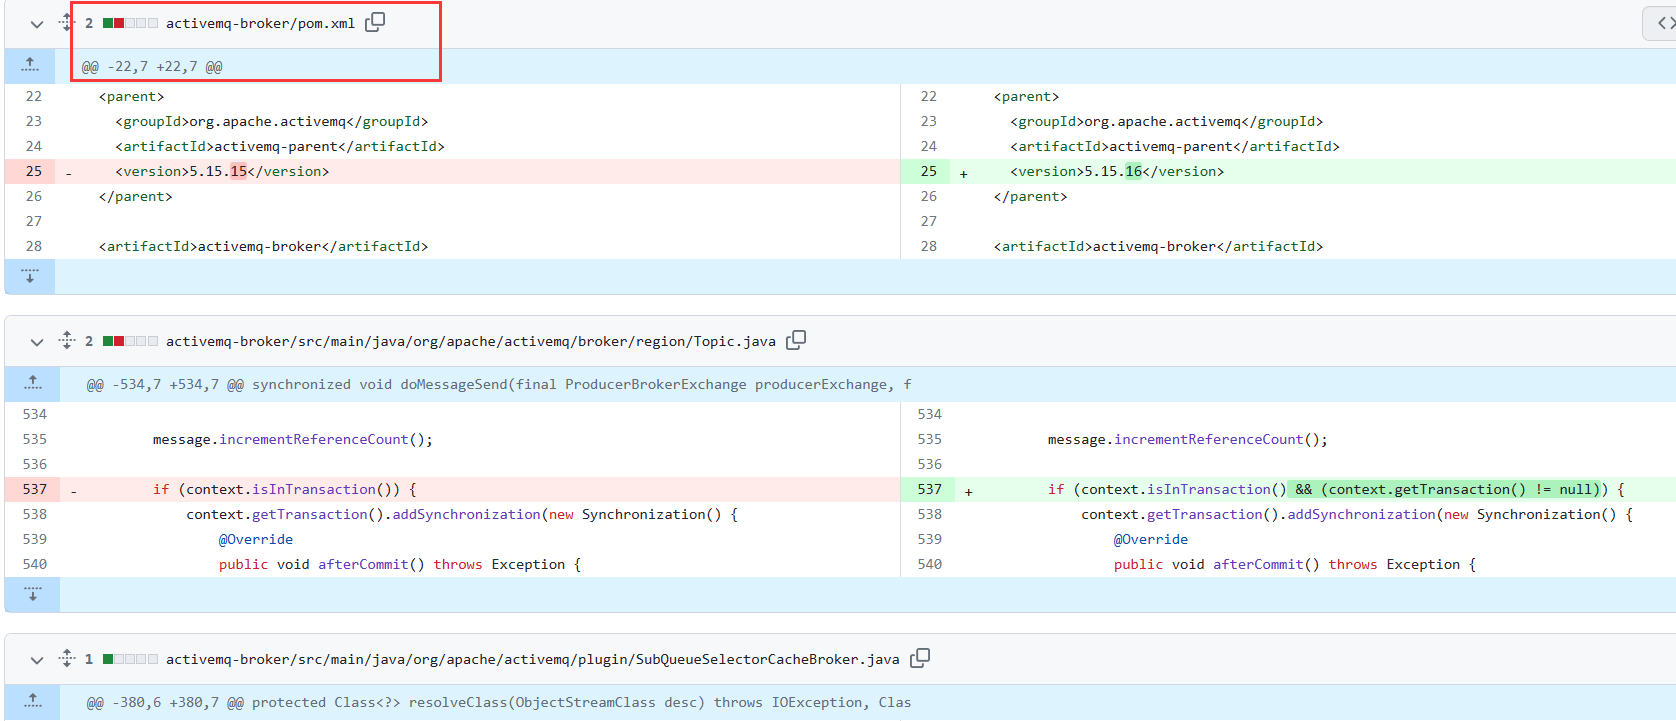 2 activemq-broker/pom.xml
@@ -22,7 +22,7 @@
22 <parent> 22 <parent>
23 <groupId>org.apache.activemq</groupId> 23 <groupId>org.apache.activemq</groupId>
24 <artifactId>activemq-parent</artifactId> 24 <artifactId>activemq-parent</artifactId>
25 - <version>5.15.15</version> 25 + <version>5.15.16</version>
26 </parent> 26 </parent>
27 27
28 <artifactId>activemq-broker</artifactId> 28 <artifactId>activemq-broker</artifactId>
2 activemq-broker/src/main/java/org/apache/activemq/broker/region/Topic.java
@@ -534,7 +534,7 @@ synchronized void doMessageSend(final ProducerBrokerExchange producerExchange, f
534 534
535 message.incrementReferenceCount(); 535 message.incrementReferenceCount();
536 536
537 - if (context.isInTransaction()) { 537 + if (context.isInTransaction() && (context.getTransaction() != null)) {
538 context.getTransaction().addSynchronization(new Synchronization() { 538 context.getTransaction().addSynchronization(new Synchronization() {
539 @Override 539 @Override
540 public void afterCommit() throws Exception { 540 public void afterCommit() throws Exception {
1 activemq-broker/src/main/java/org/apache/activemq/plugin/SubQueueSelectorCacheBroker.java
@@ -380,6 +380,7 @@ protected Class<?> resolveClass(ObjectStreamClass desc) throws IOException, Clas